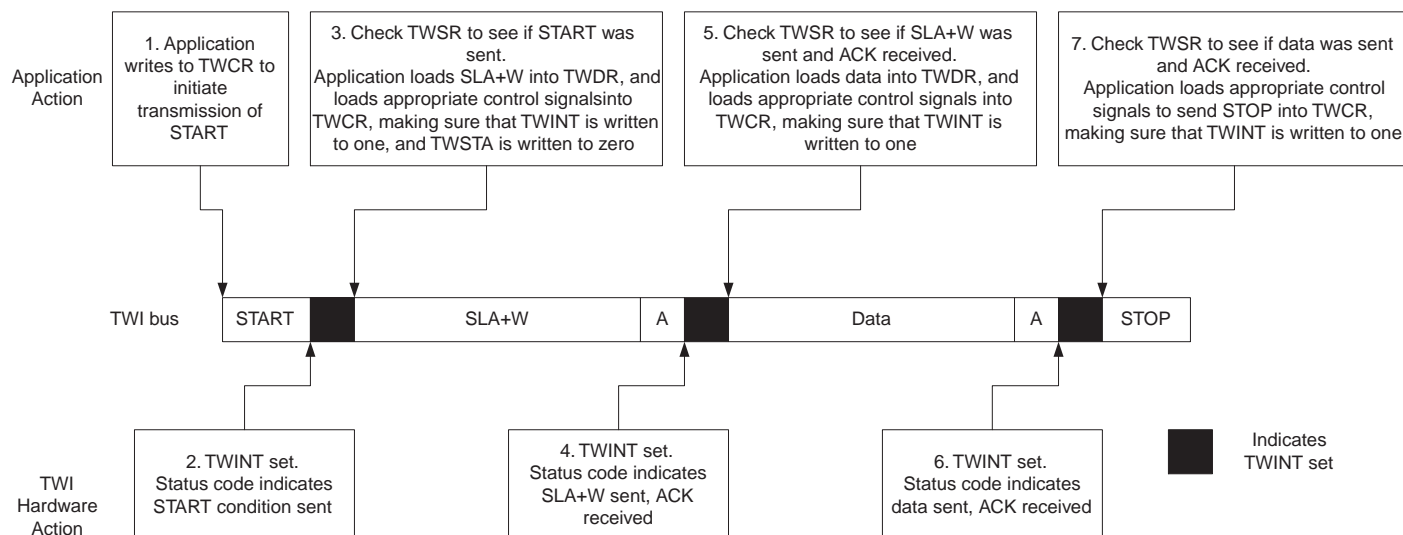 Application
Action
1. Application
writes to TWCR to
initiate
transmission of
START
3. Check TWSR to see if START was
sent.
Application loads SLA+W into TWDR, and
loads appropriate control signalsinto
TWCR, making sure that TWINT is written
to one, and TWSTA is written to zero
5. Check TWSR to see if SLA+W was
sent and ACK received.
Application loads data into TWDR, and
loads appropriate control signals into
TWCR, making sure that TWINT is
written to one
7. Check TWSR to see if data was sent
and ACK received.
Application loads appropriate control
signals to send STOP into TWCR,
making sure that TWINT is written to one
TWI bus
START
SLA+W
A
Data
A
STOP
TWI
Hardware
Action
2. TWINT set.
Status code indicates
START condition sent
4. TWINT set.
Status code indicates
SLA+W sent, ACK
received
6. TWINT set.
Status code indicates
data sent, ACK received
Indicates
TWINT set